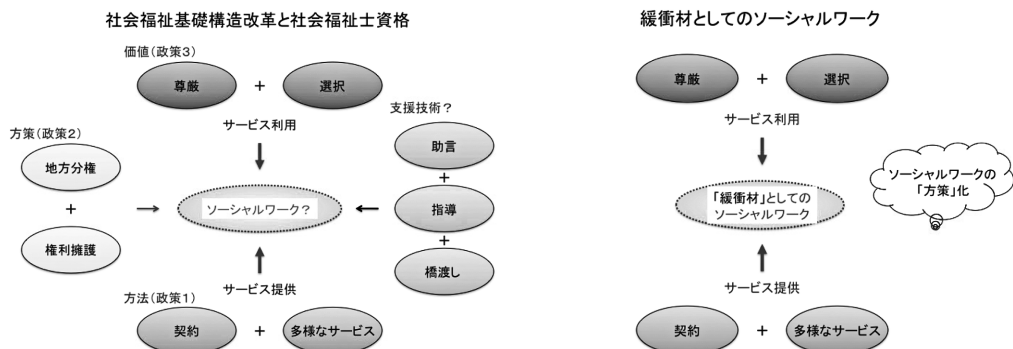 社会福祉基礎構造改革と社会福祉士資格
価値(政策3)
尊厳
+
選択
サービス利用
支援技術?
助言
+
指導
+
橋渡し
方策(政策2)
地方分権
+
権利擁護
ソーシャルワーク?
サービス提供
方法(政策1)
契約
+
多様なサービス
緩衝材としてのソーシャルワーク
尊厳
+
選択
サービス利用
「緩衝材」としての
ソーシャルワーク
ソーシャルワークの
「方策」化
サービス提供
契約
+
多様なサービス